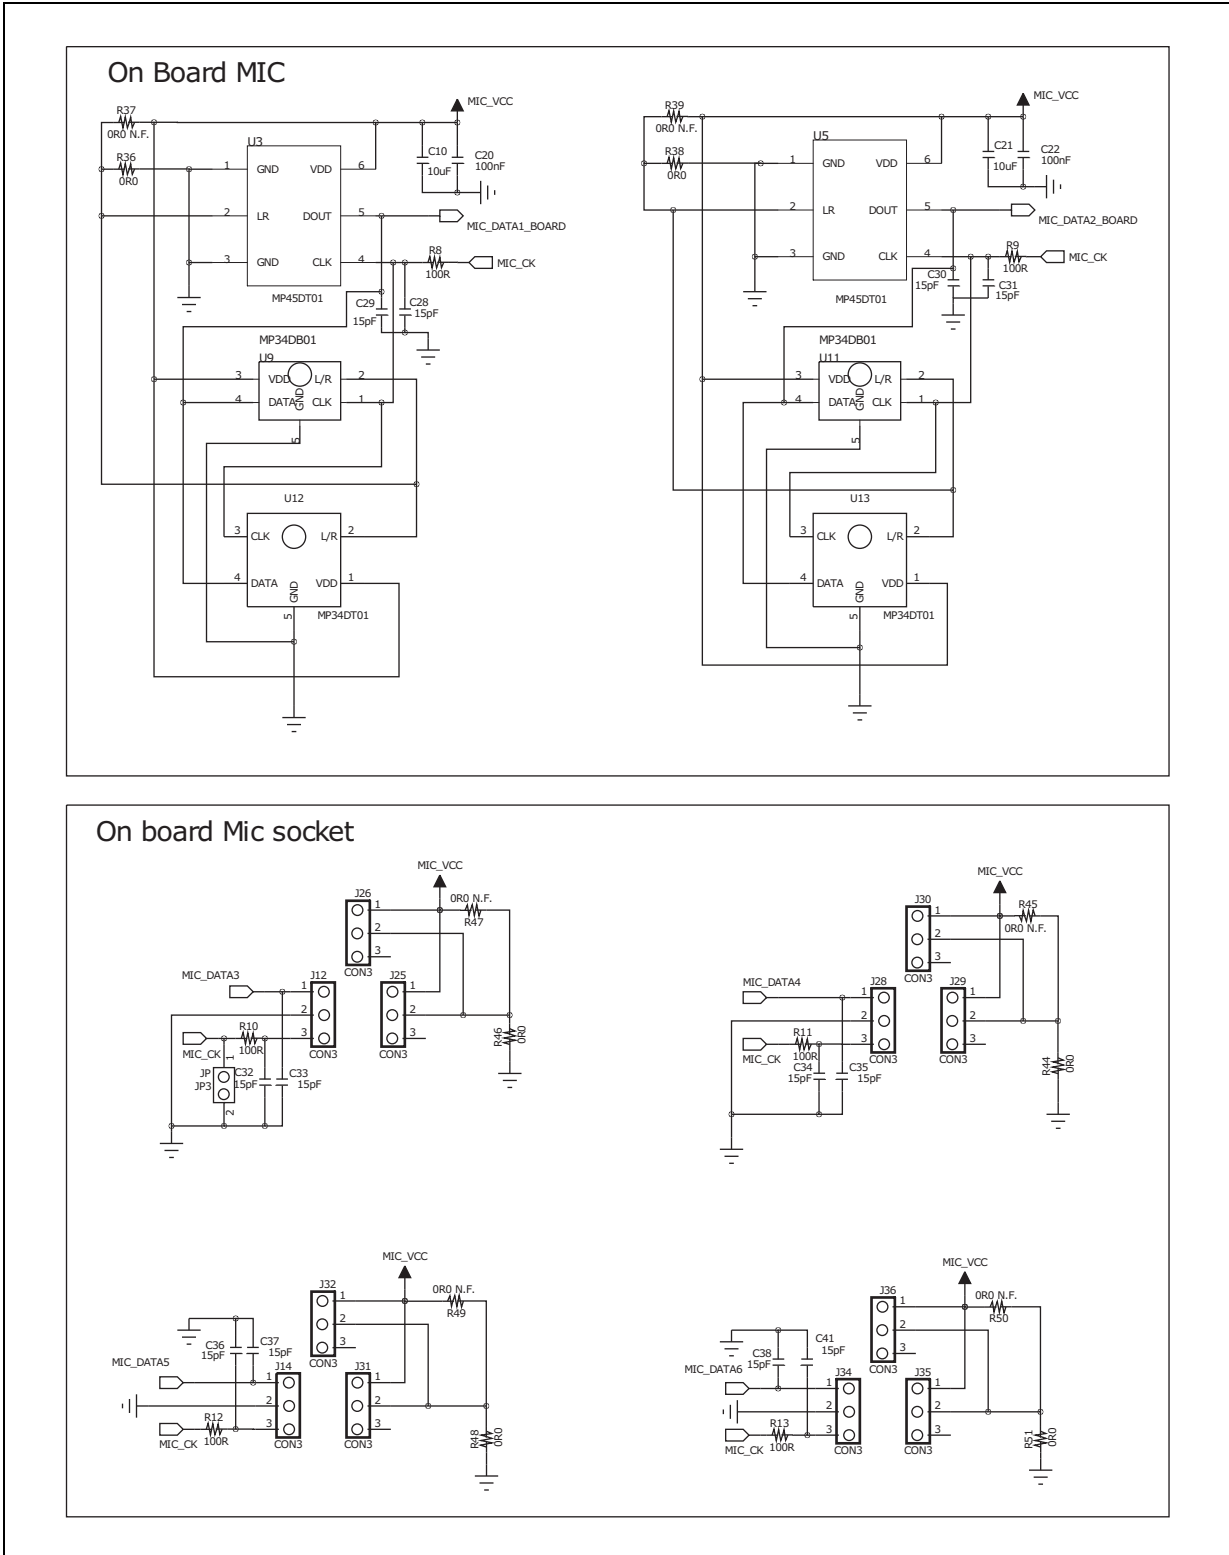 On Board MIC
MIC_VCC
R37
0R0 N.F.
U3
R36
0R0
1
GND
VDD
6
C10
10uF
C20
100nF
2
LR
DOUT
5
MIC_DATA1_BOARD
3
GND
CLK
4
R8
100R
MIC_CK
MP45DT01
C29
15pF
C28
15pF
MP34DB01
U9
3
VDD
L/R
2
4
DATA
GND
CLK
1
5
U12
3
CLK
L/R
2
4
DATA
GND
VDD
1
5
MP34DT01
MIC_VCC
R39
0R0 N.F.
U5
R38
0R0
1
GND
VDD
6
C21
10uF
C22
100nF
2
LR
DOUT
5
MIC_DATA2_BOARD
3
GND
CLK
4
R9
100R
MIC_CK
MP45DT01
C30
15pF
C31
15pF
MP34DB01
U11
3
VDD
L/R
2
4
DATA
GND
CLK
1
5
U13
3
CLK
L/R
2
4
DATA
GND
VDD
1
5
MP34DT01
On board Mic socket
MIC_VCC
J26
1
2
3
CON3
0R0 N.F.
R47
MIC_DATA3
J12
1
2
3
CON3
J25
1
2
3
CON3
R46
0R0
MIC_CK
R10
100R
1
JP
JP3
2
C32
15pF
C33
15pF
MIC_VCC
J30
1
2
3
CON3
R45
0R0 N.F.
MIC_DATA4
J28
1
2
3
CON3
J29
1
2
3
CON3
R44
0R0
MIC_CK
R11
100R
C34
15pF
C35
15pF
MIC_VCC
J32
1
2
3
CON3
0R0 N.F.
R49
C36
15pF
C37
15pF
MIC_DATA5
J14
1
2
3
CON3
J31
1
2
3
CON3
R48
0R0
MIC_CK
R12
100R
MIC_VCC
J36
1
2
3
CON3
0R0 N.F.
R50
C38
15pF
C41
15pF
MIC_DATA6
J34
1
2
3
CON3
J35
1
2
3
CON3
R51
0R0
MIC_CK
R13
100R